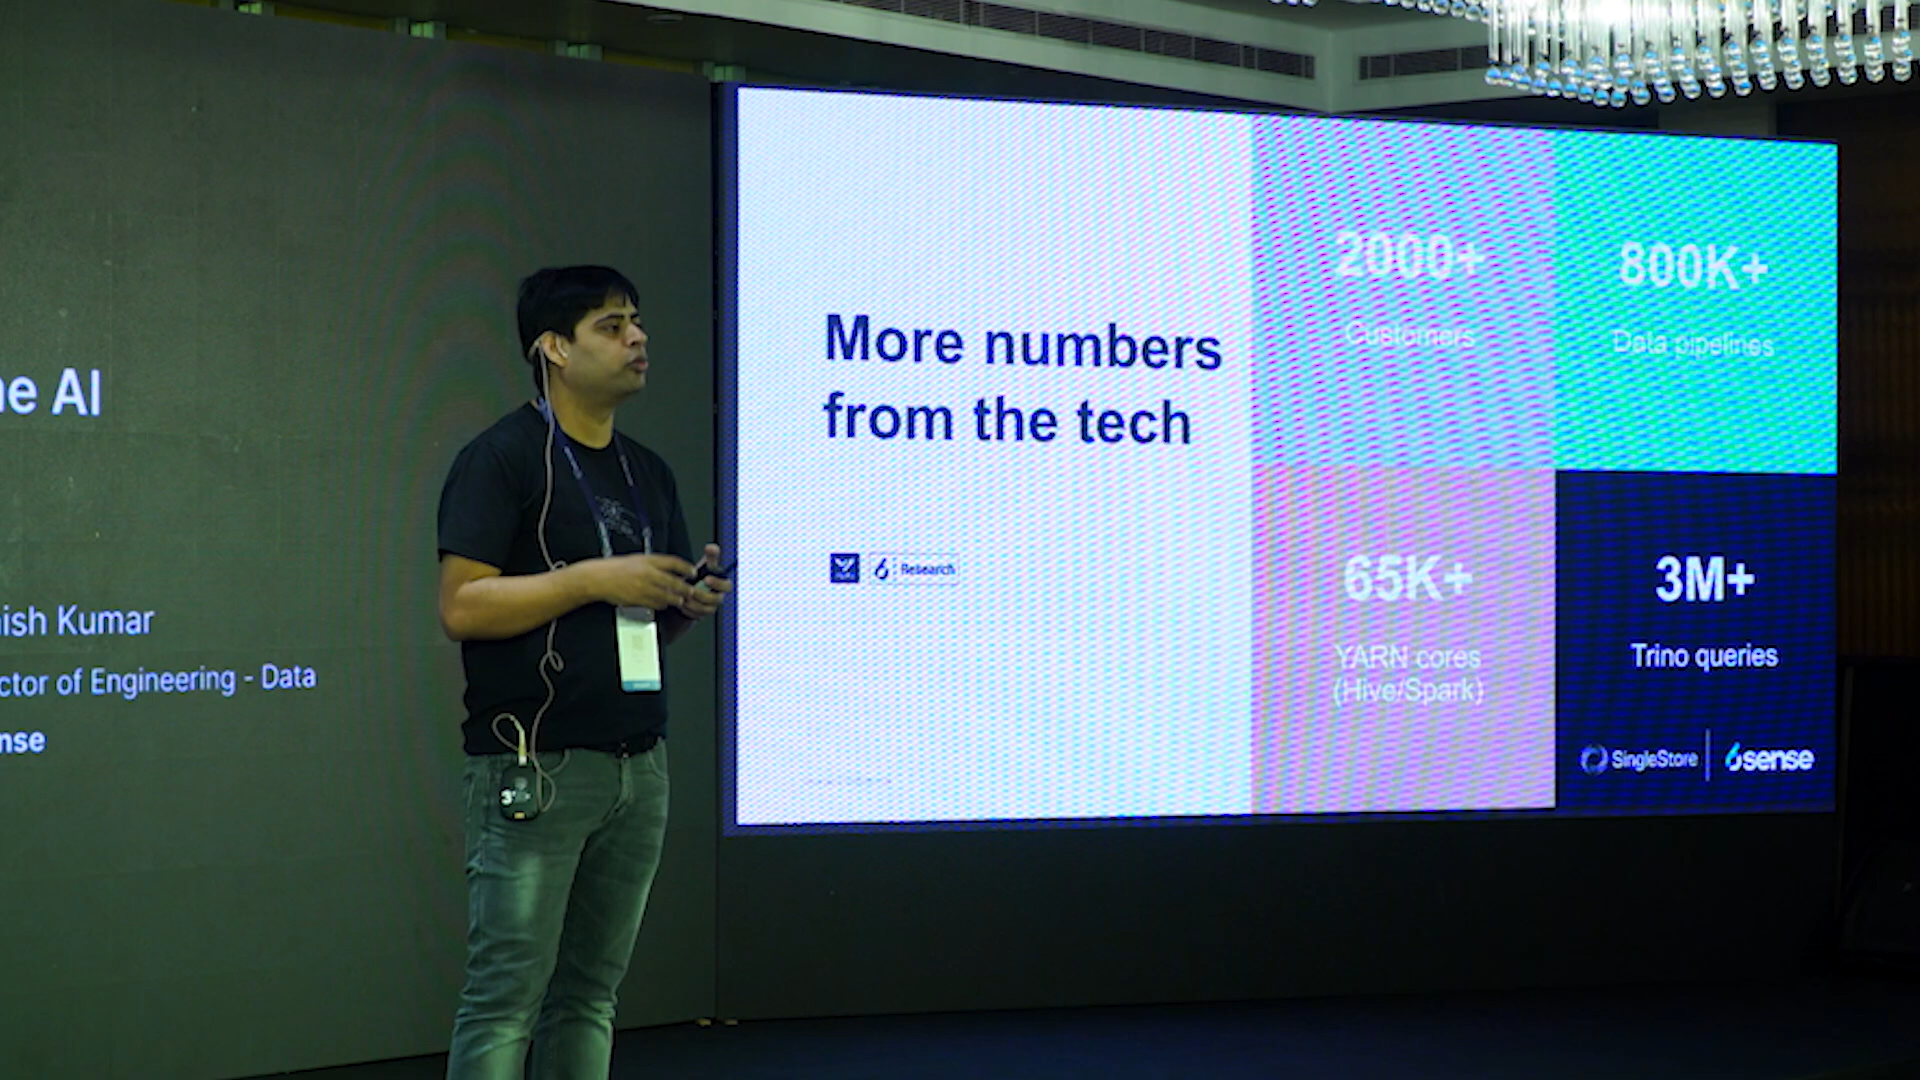 ne AI
ish Kumar
ctor of Engineering - Data
nse
More numbers
from the tech
Research
2000+
Customers
800K+
Data pipelines
65K+
YARN cores
(Hive/Spark)
3M+
Trino queries
SingleStore
6sense